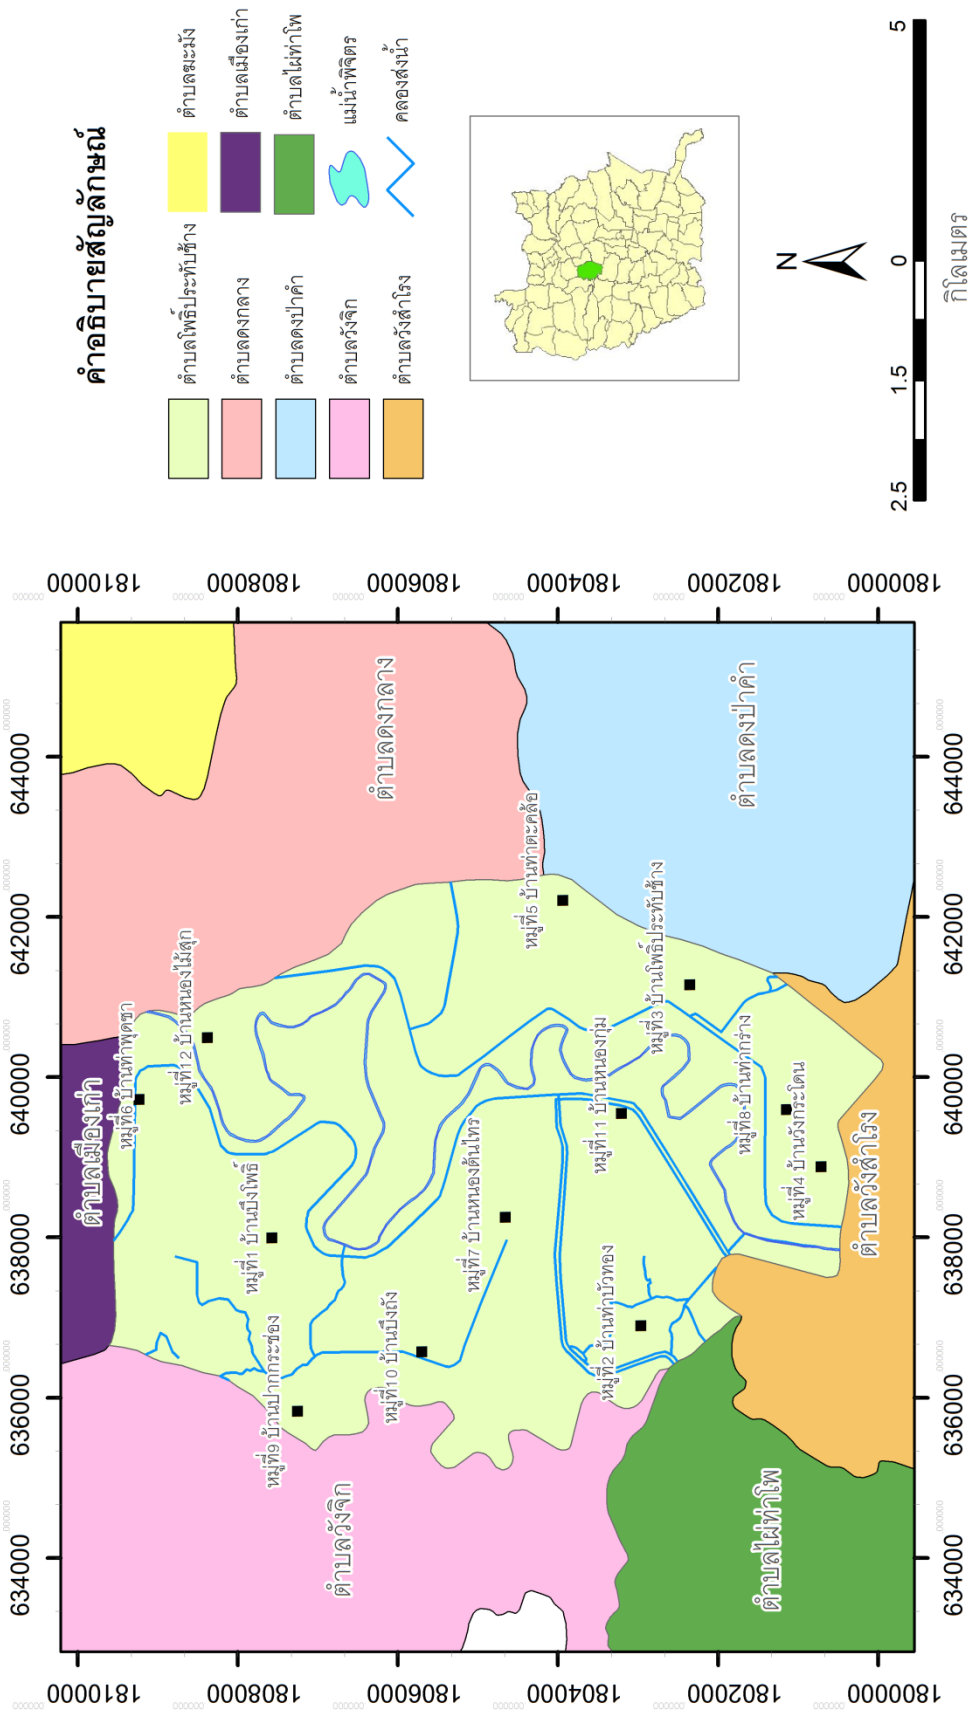 คำอธิบายสัญลักษณ์
ตำบลโพธิ์ประทับช้าง
ตำบลดงกลาง
ตำบลดงป่าคำ
ตำบลวังจิก
ตำบลวังสำโรง
ตำบลฆะมัง
ตำบลเมืองเก่า
ตำบลไผ่ท่าโพ
แม่น้ำพิจิตร
คลองส่งน้ำ
N
2.5
1.5
0
5
กิโลเมตร
634000
636000
638000
640000
642000
644000
1810000
1808000
1806000
1804000
1802000
1800000
1810000
1808000
1806000
1804000
1802000
1800000
634000
636000
638000
640000
642000
644000
ตำบลเมืองเก่า
ตำบลดงกลาง
ตำบลดงป่าคำ
ตำบลวังจิก
ตำบลไผ่ท่าโพ
ตำบลวังสำโรง
หมู่ที่6 บ้านท่าพุดซา
หมู่ที่12 บ้านหนองไม้สุก
หมู่ที่1 บ้านบึงโพธิ์
หมู่ที่9 บ้านปากกระช่อง
หมู่ที่10 บ้านบึงถัง
หมู่ที่7 บ้านหนองต้นไทร
หมู่ที่5 บ้านท่าตะคล้อ
หมู่ที่11 บ้านหนองกุ่ม
หมู่ที่2 บ้านท่าบัวทอง
หมู่ที่3 บ้านโพธิ์ประทับช้าง
หมู่ที่8-บ้านท่ากร่าง
หมู่ที่4 บ้านวังกระโดน